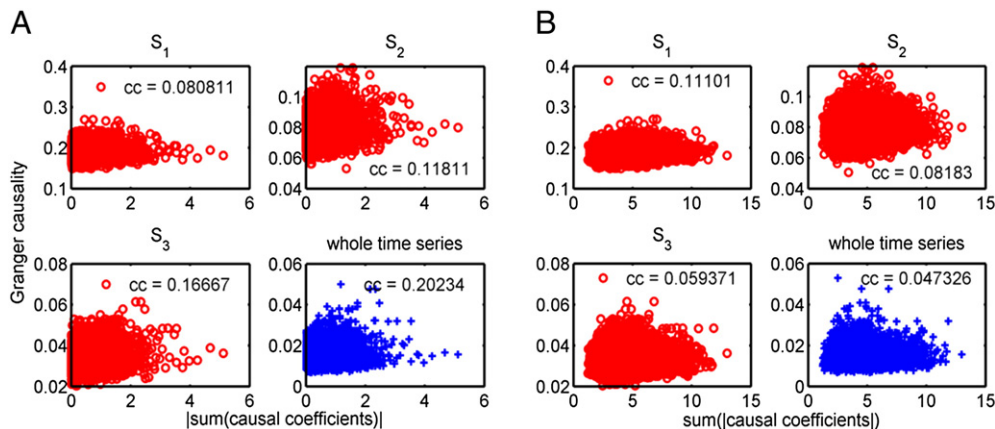 A
B
S1
S2
S1
S2
0.4
0.3
0.2
0.1
cc = 0.080811
0 2 4 6
0.1
0.08
0.06
0.04
cc = 0.11811
0 2 4 6
0.4
0.3
0.2
0.1
cc = 0.11101
0 5 10 15
0.1
0.08
0.06
0.04
cc = 0.08183
0 5 10 15
Granger causality
S3
whole time series
S3
whole time series
0.08
0.06
0.04
0.02
cc = 0.16667
0 2 4 6
0.06
0.04
0.02
0
cc = 0.20234
0 2 4 6
0.08
0.06
0.04
0.02
cc = 0.059371
0 5 10 15
0.06
0.04
0.02
0
cc = 0.047326
0 5 10 15
|sum(causal coefficients)|
sum(|causal coefficients|)